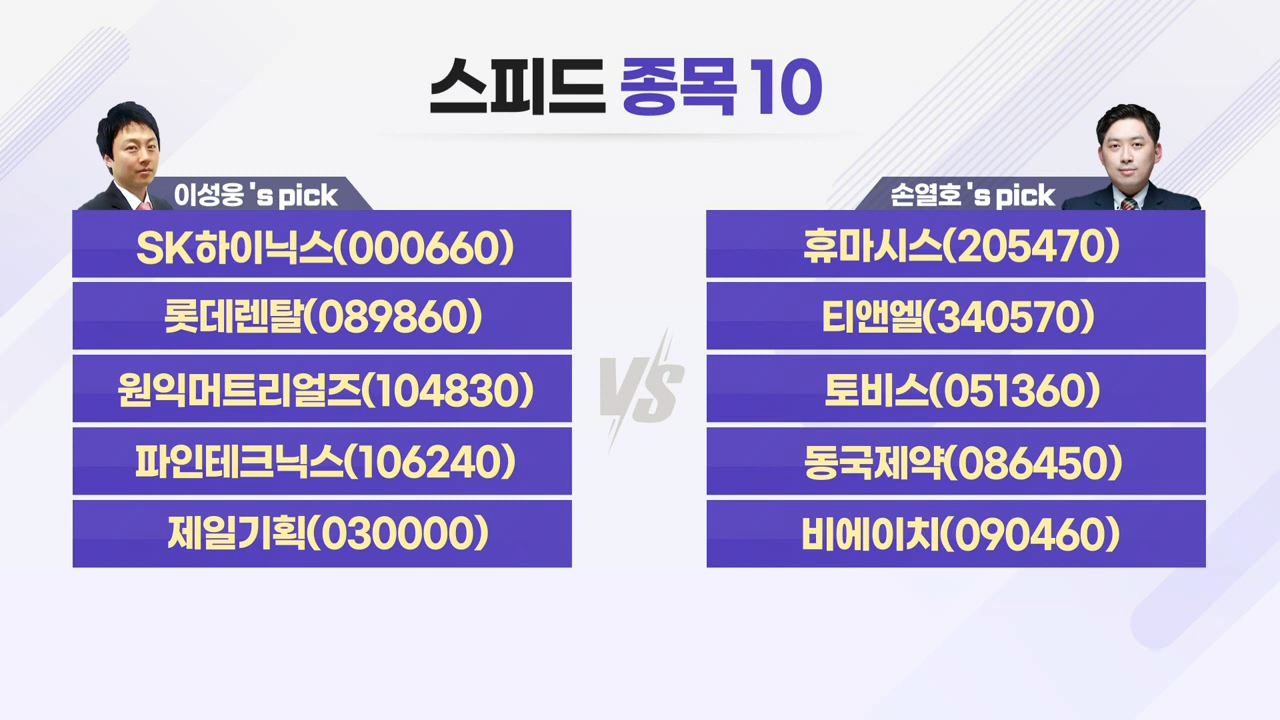 스피드 종목 10
이성웅 's pick
SK하이닉스(000660)
롯데렌탈(089860)
원익머트리얼즈(104830)
파인테크닉스(106240)
제일기획(030000)
VS
손열호 's pick
휴마시스(205470)
티앤엘(340570)
토비스(051360)
동국제약(086450)
비에이치(090460)